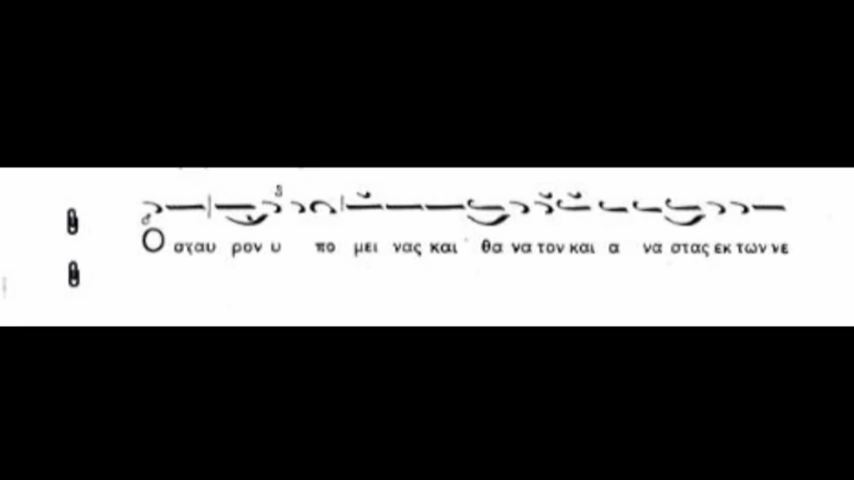 Ο σταυ ρον υ πο μει νας και θα να τον και α να στας εκ των νε